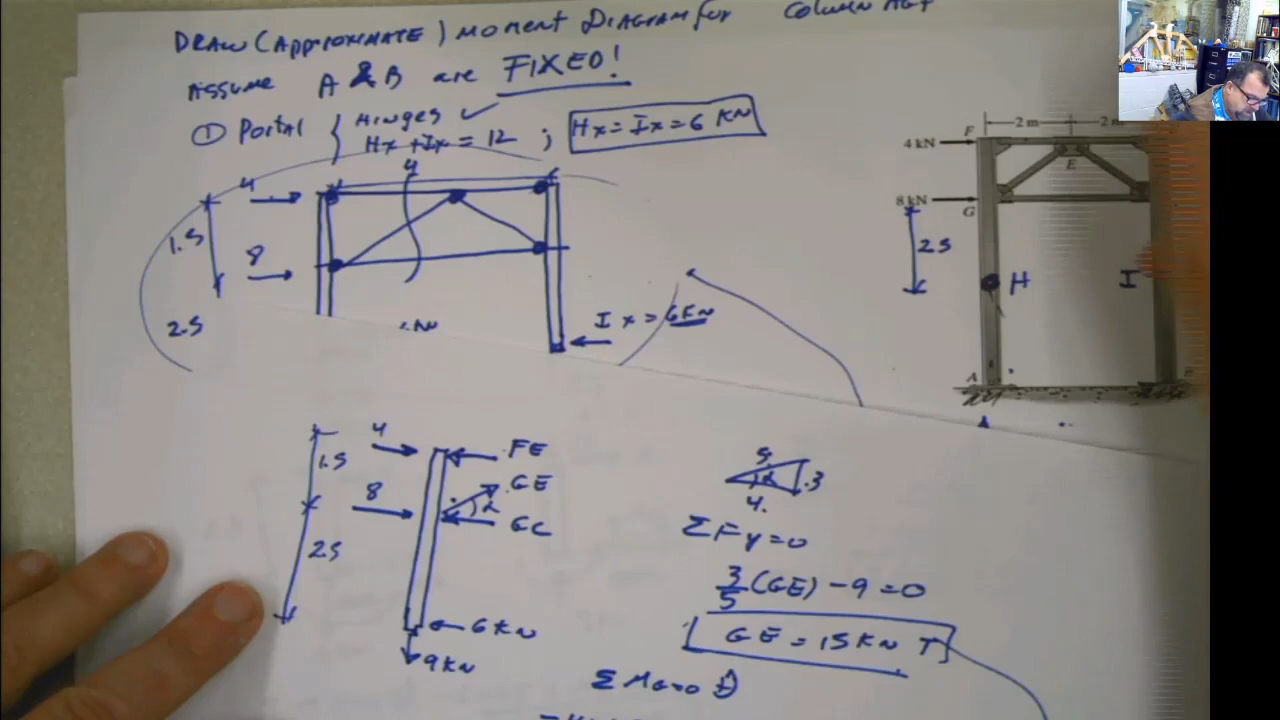 DRAW (APPROXIMATE) MOMENT DIAGRAM for COLUMN AGF
ASSUME A & B are FIXED!
① Portal { HINGES ✓
Hx + Ix = 12 ; Hx = Ix = 6 KN
4
4
1.5
8
2.5
Ix = 6KN
2 m
4 kN
F
E
8 kN
G
2.5
H
I
A
A
4
FE
1.5
GE
α
8
GC
2.5
6KN
9KN
5
α
3
4
ΣFy=0
3/5 (GE) - 9 = 0
GE = 15KN T
ΣMG=0